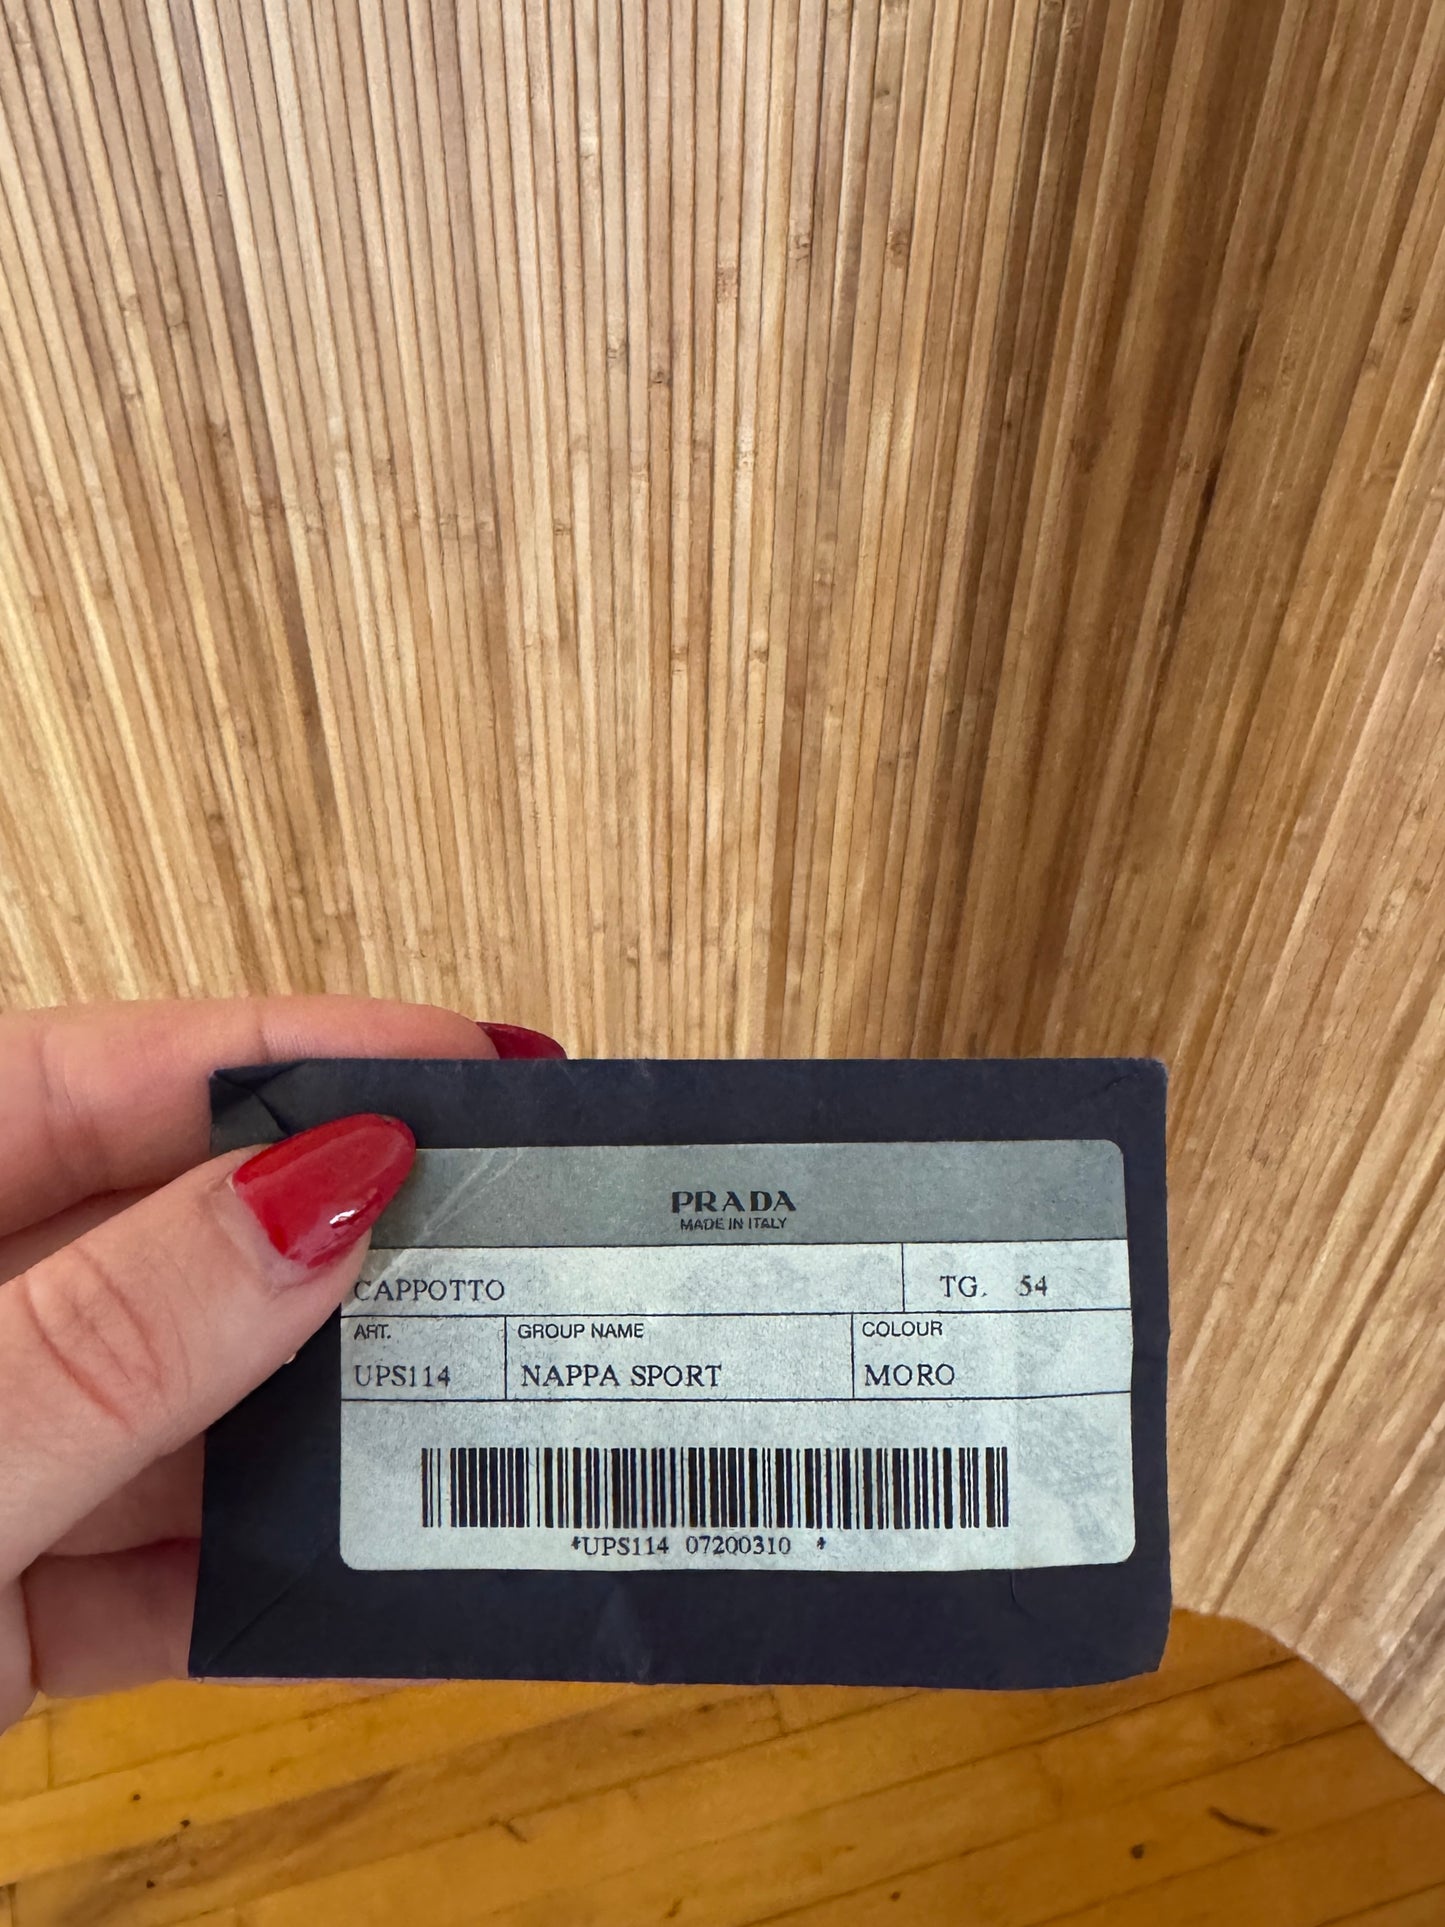 PRADA
MADE IN ITALY
CAPPOTTO TG. 54
ART. GROUP NAME COLOUR
UPS114 NAPPA SPORT MORO
*UPS114 07200310 *